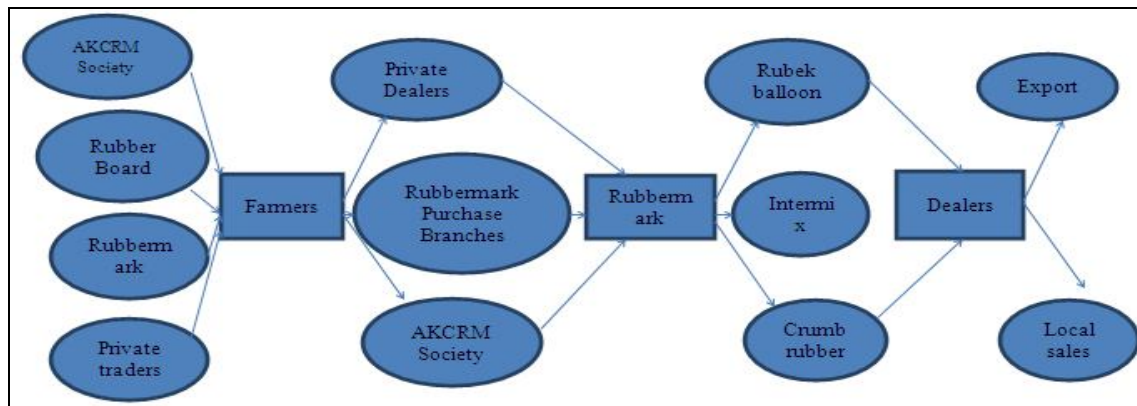 AKCRM
Society
Rubber
Board
Rubberm
ark
Private
traders
Farmers
Private
Dealers
Rubbermark
Purchase
Branches
AKCRM
Society
Rubberm
ark
Rubek
balloon
Intermi
x
Crumb
rubber
Dealers
Export
Local
sales